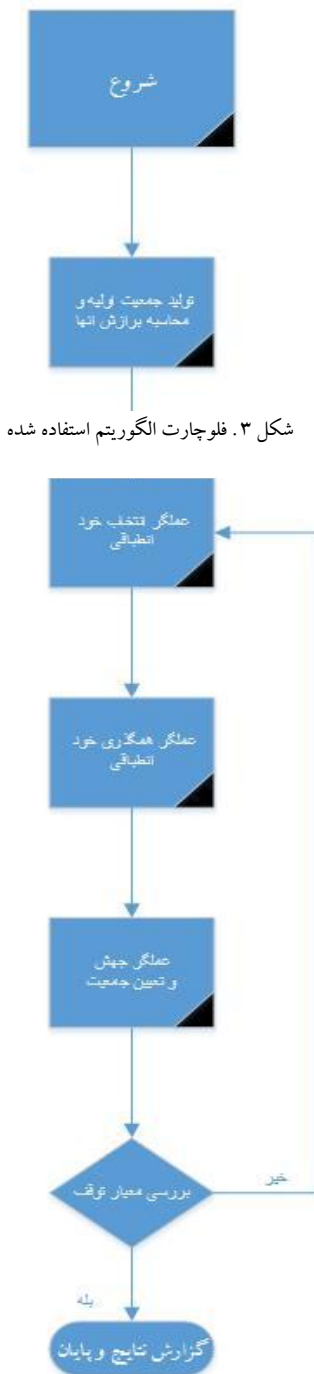 شروع
تولید جمعیت اولیه و
محاسبه برازش انها
شکل ۳. فلوچارت الگوریتم استفاده شده
عملگر انتخاب خود
انطباقی
عملگر همگذری خود
انطباقی
عملگر جهش
و تعیین جمعیت
بررسی معیار توقف
خیر
بله
گزارش نتایج و پایان